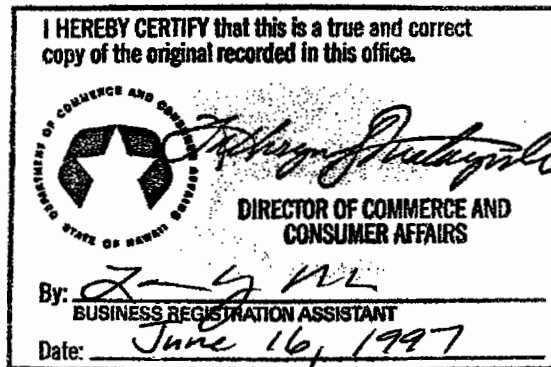 I HEREBY CERTIFY that this is a true and correct
copy of the original recorded in this office.
DEPARTMENT OF COMMERCE AND CONSUMER AFFAIRS
STATE OF HAWAII
DIRECTOR OF COMMERCE AND
CONSUMER AFFAIRS
By:
BUSINESS REGISTRATION ASSISTANT
Date: June 16, 1997